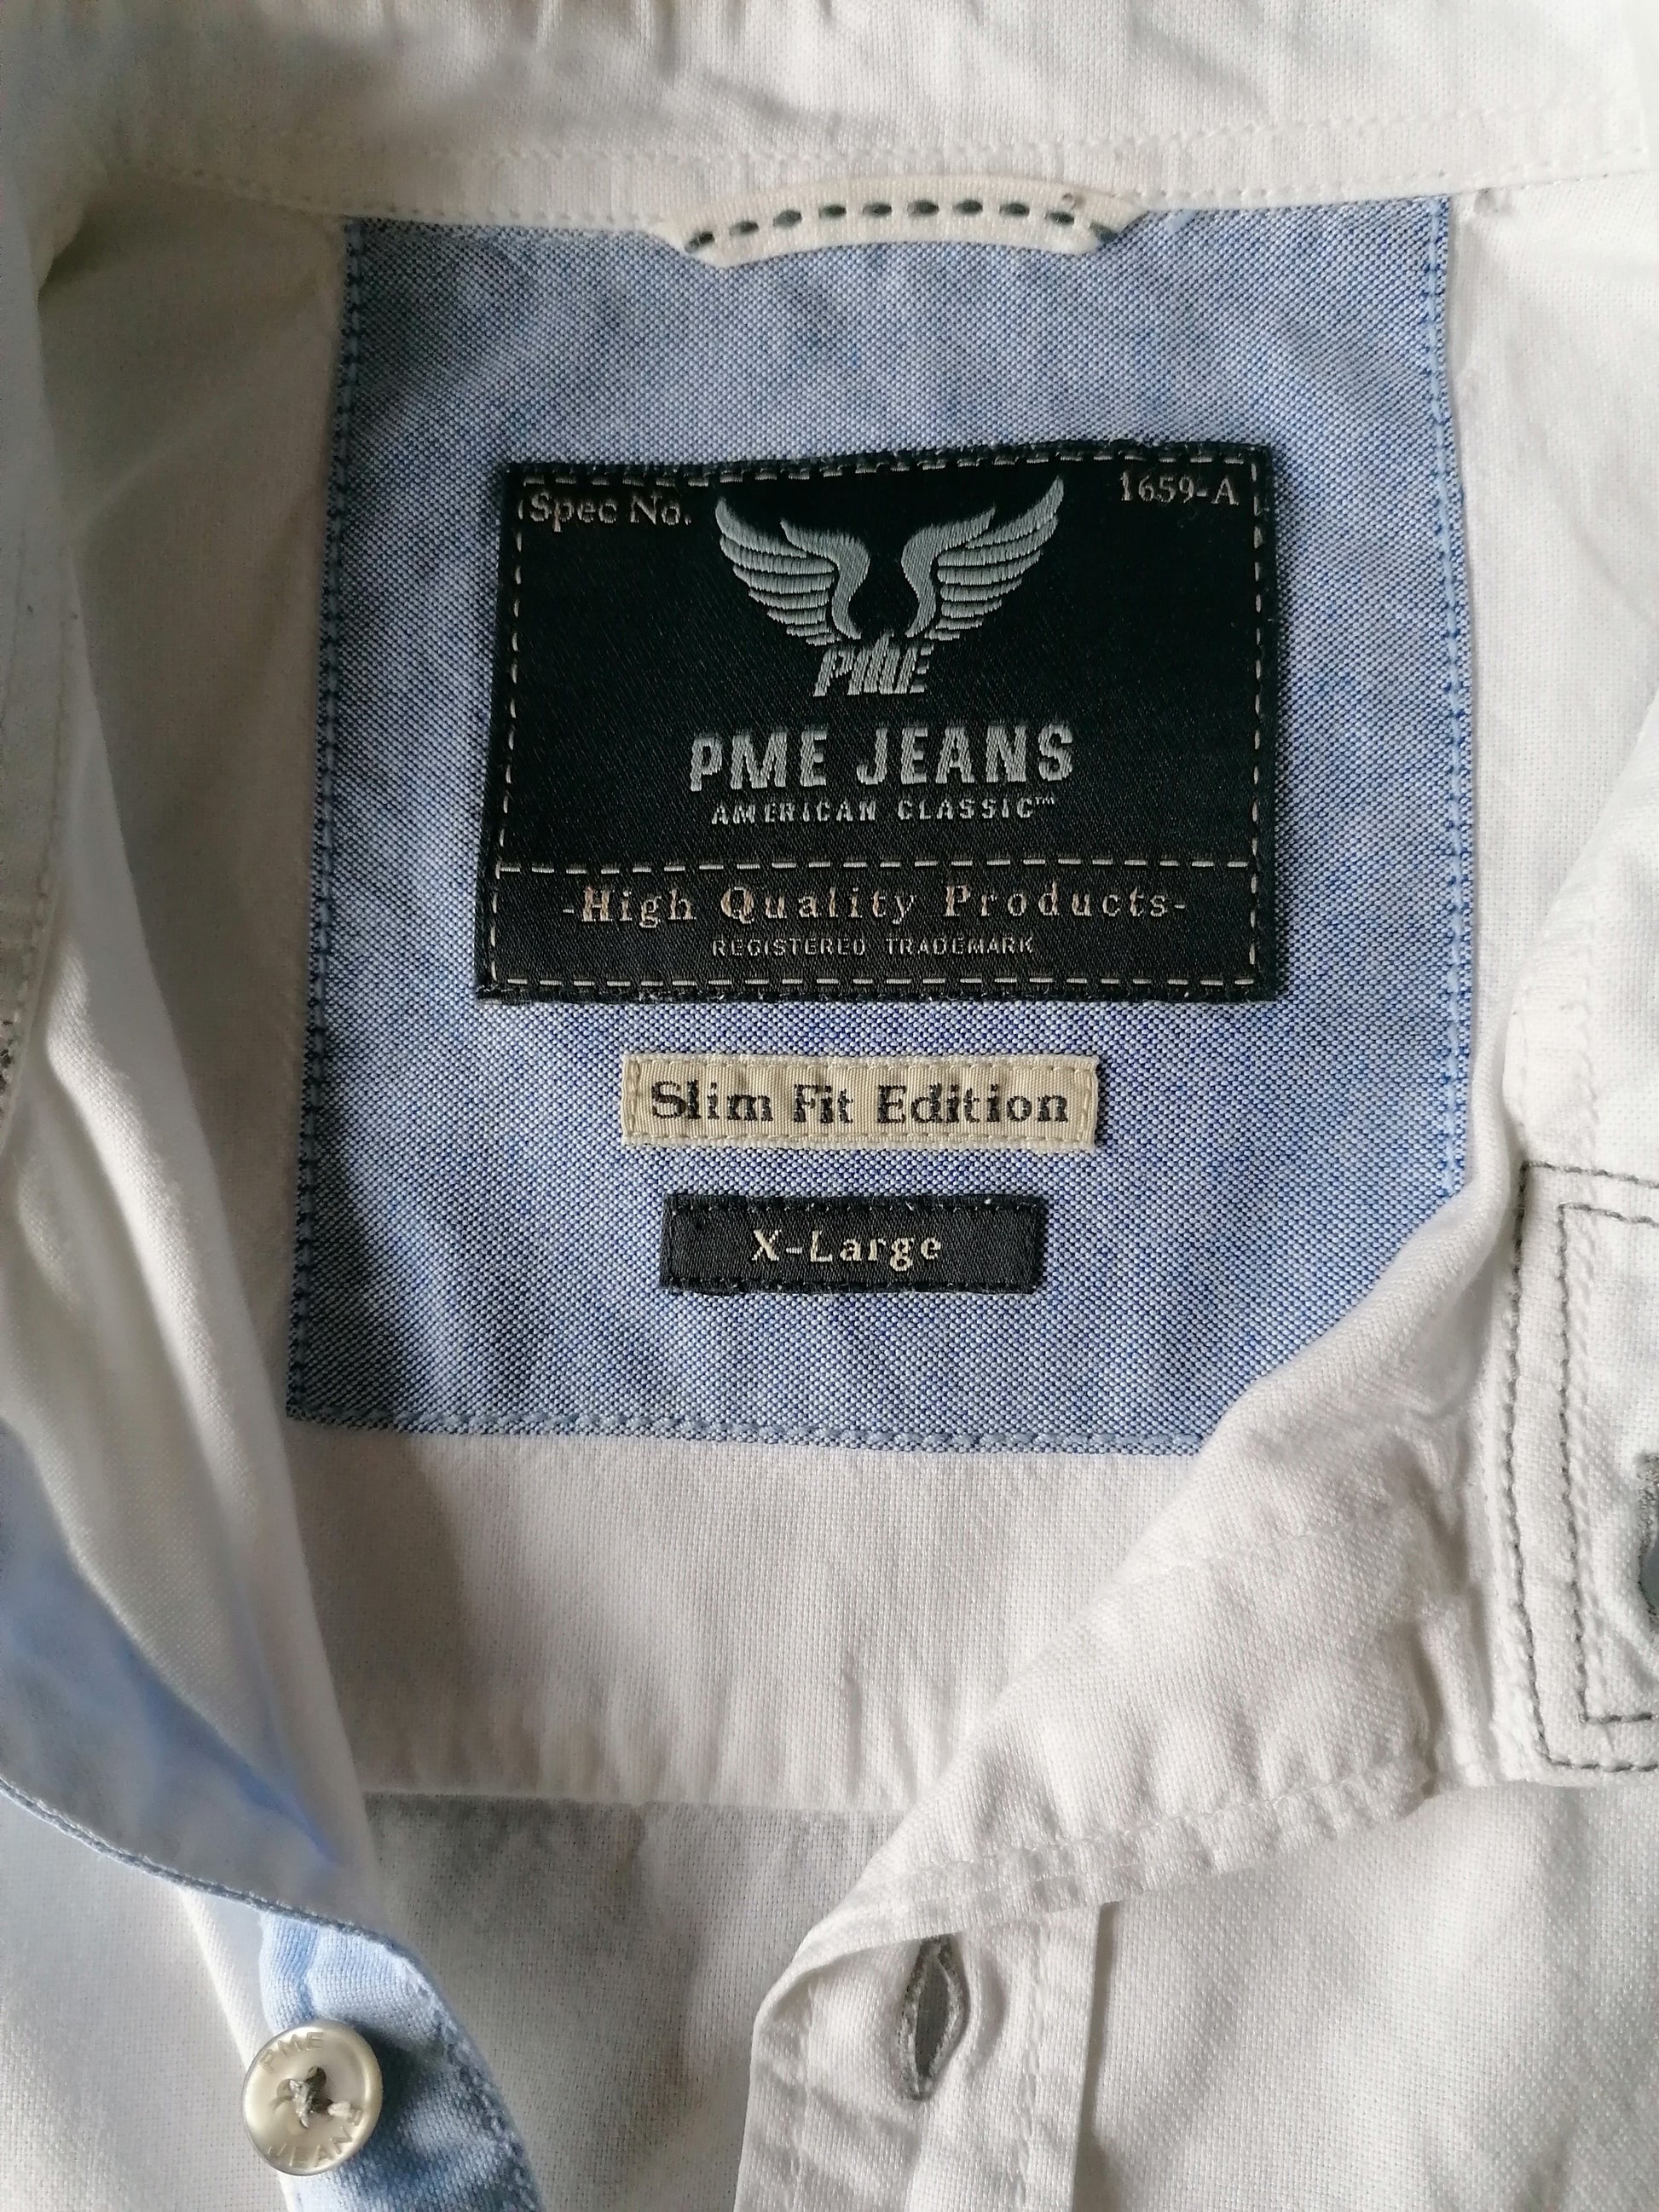 Spec No. 1659-A
PME
PME JEANS
AMERICAN CLASSIC™
-High Quality Products-
REGISTERED TRADEMARK
Slim Fit Edition
X-Large
PME
JEANS